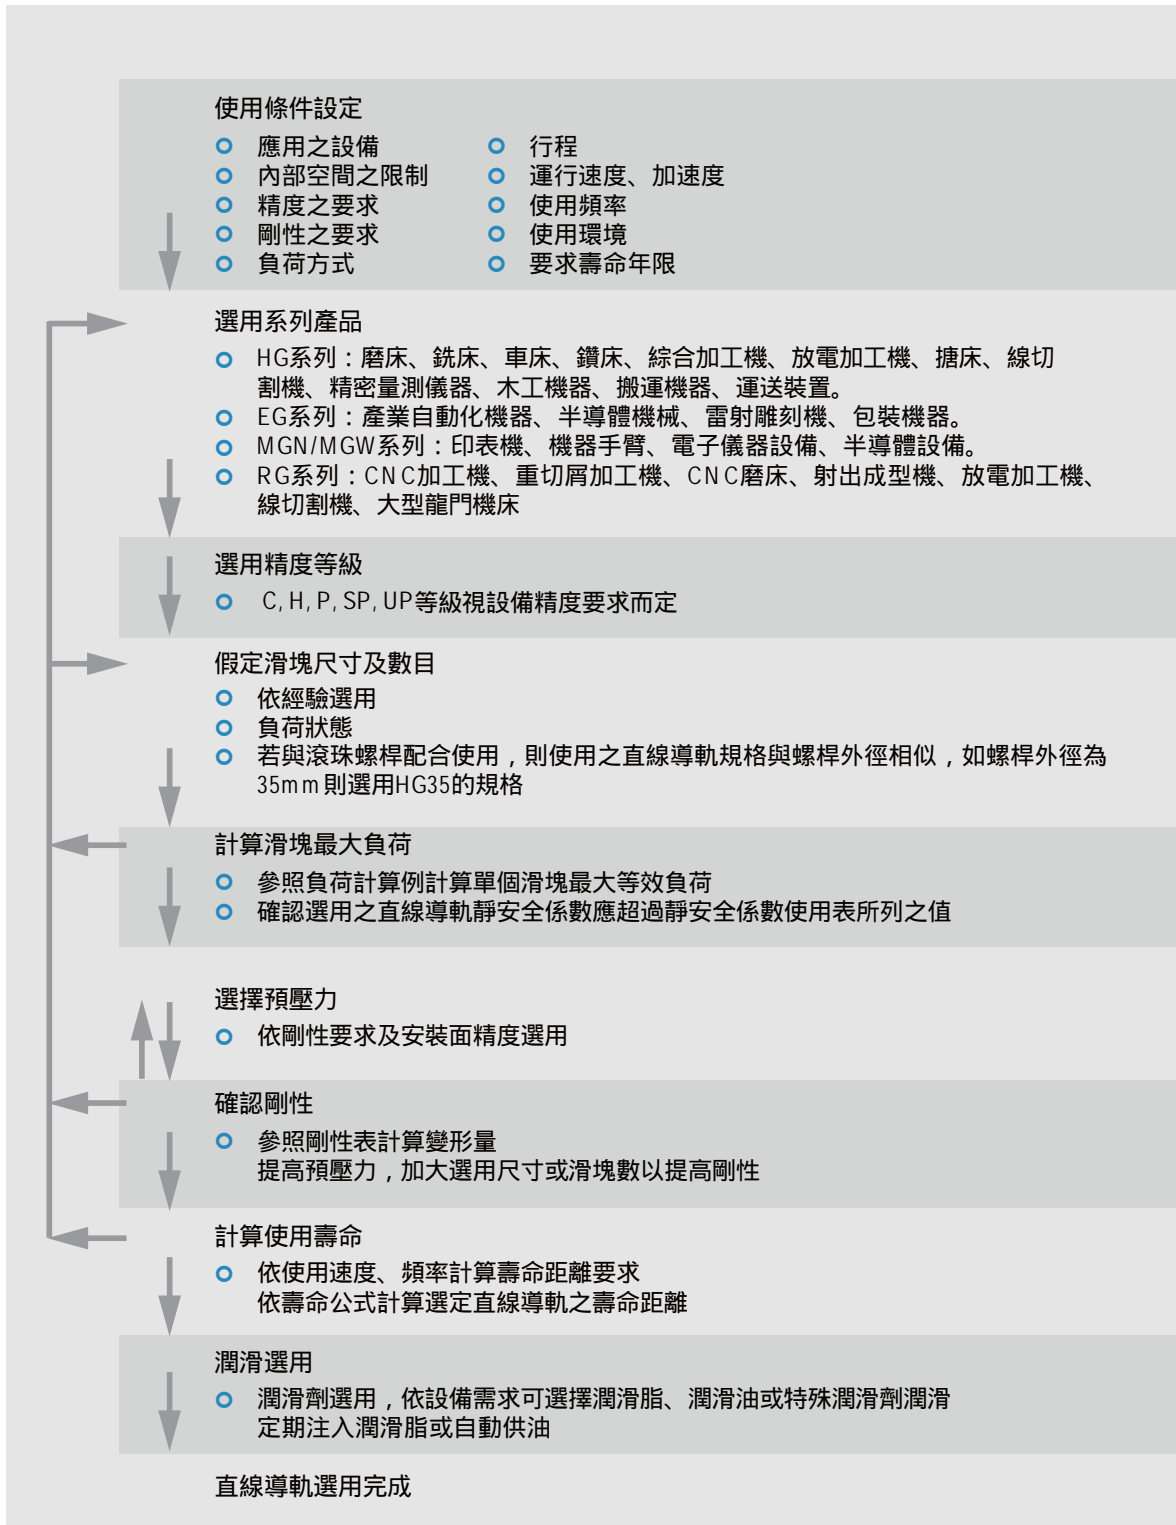 使用條件設定
應用之設備
內部空間之限制
精度之要求
剛性之要求
負荷方式
行程
運行速度、加速度
使用頻率
使用環境
要求壽命年限
選用系列產品
HG系列：磨床、銑床、車床、鑽床、綜合加工機、放電加工機、搪床、線切
割機、精密量測儀器、木工機器、搬運機器、運送裝置。
EG系列：產業自動化機器、半導體機械、雷射雕刻機、包裝機器。
MGN/MGW系列：印表機、機器手臂、電子儀器設備、半導體設備。
RG系列：CNC加工機、重切屑加工機、CNC磨床、射出成型機、放電加工機、
線切割機、大型龍門機床
選用精度等級
C, H, P, SP, UP等級視設備精度要求而定
假定滑塊尺寸及數目
依經驗選用
負荷狀態
若與滾珠螺桿配合使用，則使用之直線導軌規格與螺桿外徑相似，如螺桿外徑為
35mm則選用HG35的規格
計算滑塊最大負荷
參照負荷計算例計算單個滑塊最大等效負荷
確認選用之直線導軌靜安全係數應超過靜安全係數使用表所列之值
選擇預壓力
依剛性要求及安裝面精度選用
確認剛性
參照剛性表計算變形量
提高預壓力，加大選用尺寸或滑塊數以提高剛性
計算使用壽命
依使用速度、頻率計算壽命距離要求
依壽命公式計算選定直線導軌之壽命距離
潤滑選用
潤滑劑選用，依設備需求可選擇潤滑脂、潤滑油或特殊潤滑劑潤滑
定期注入潤滑脂或自動供油
直線導軌選用完成